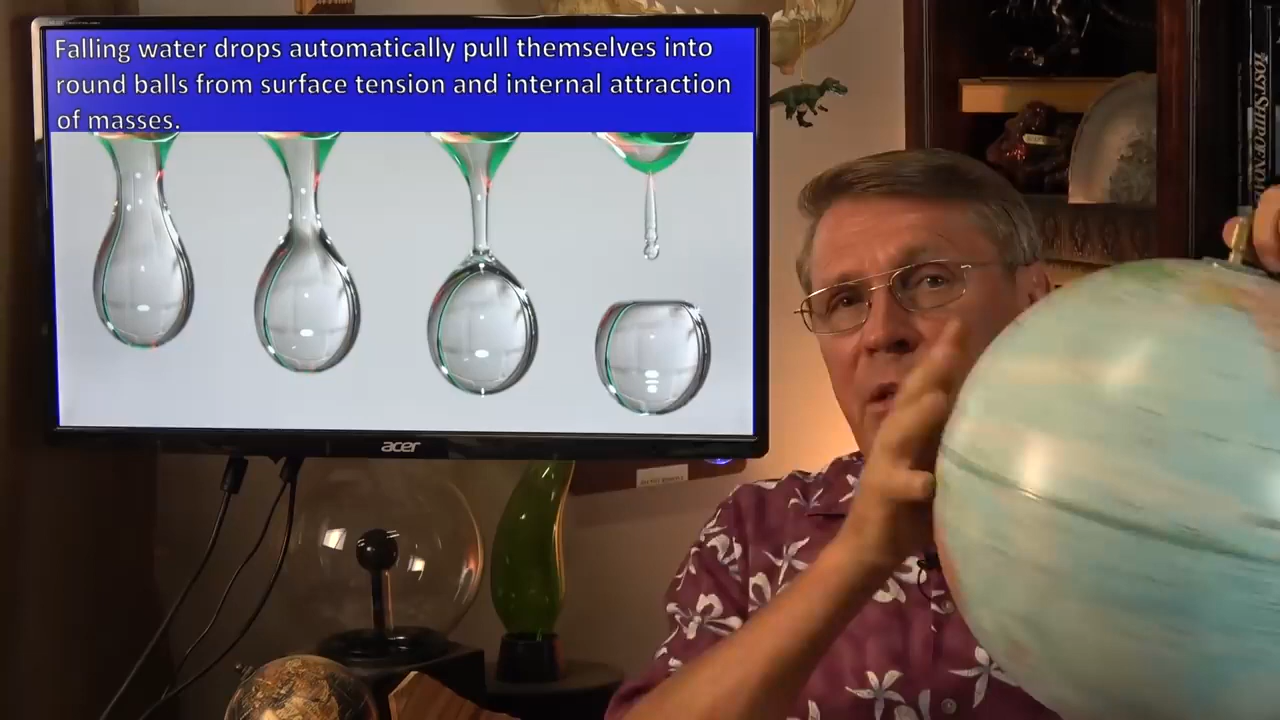 Falling water drops automatically pull themselves into
round balls from surface tension and internal attraction
of masses.
acer